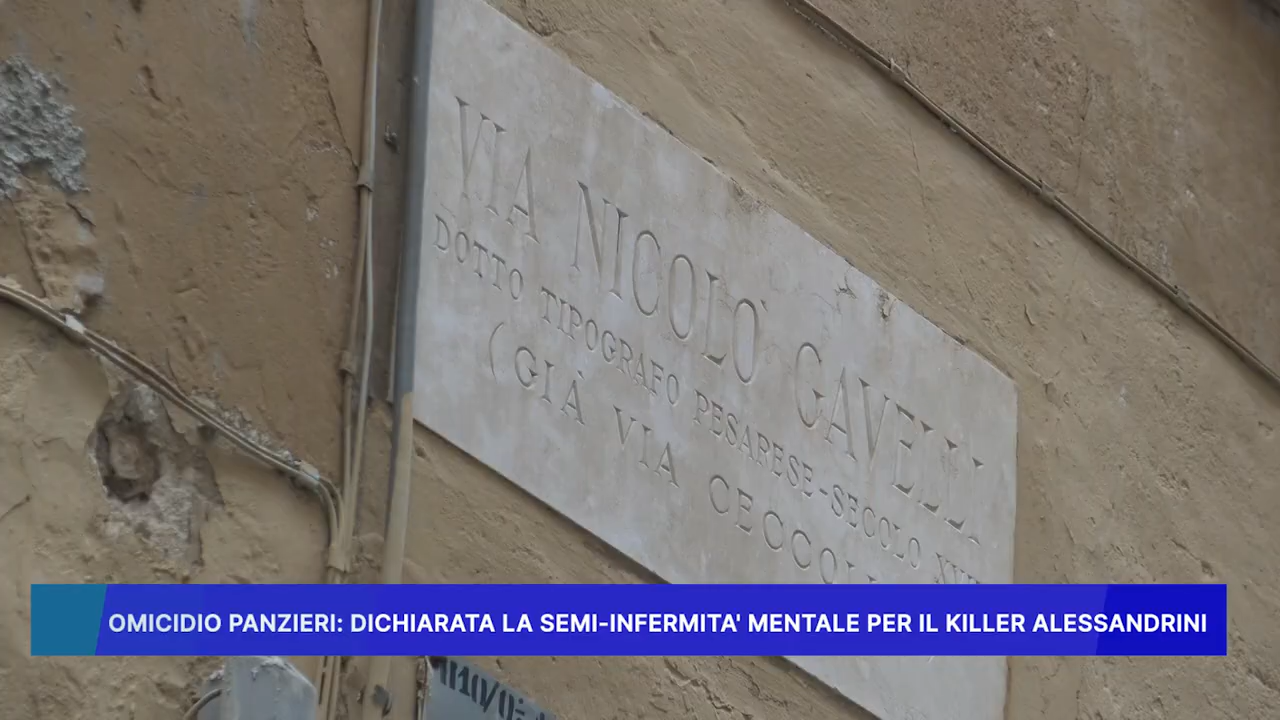 VIA NICOLO' GAVELLI
DOTTO TIPOGRAFO PESARESE-SECOLO
(GIÀ VIA
OMICIDIO PANZIERI: DICHIARATA LA SEMI-INFERMITA' MENTALE PER IL KILLER ALESSANDRINI